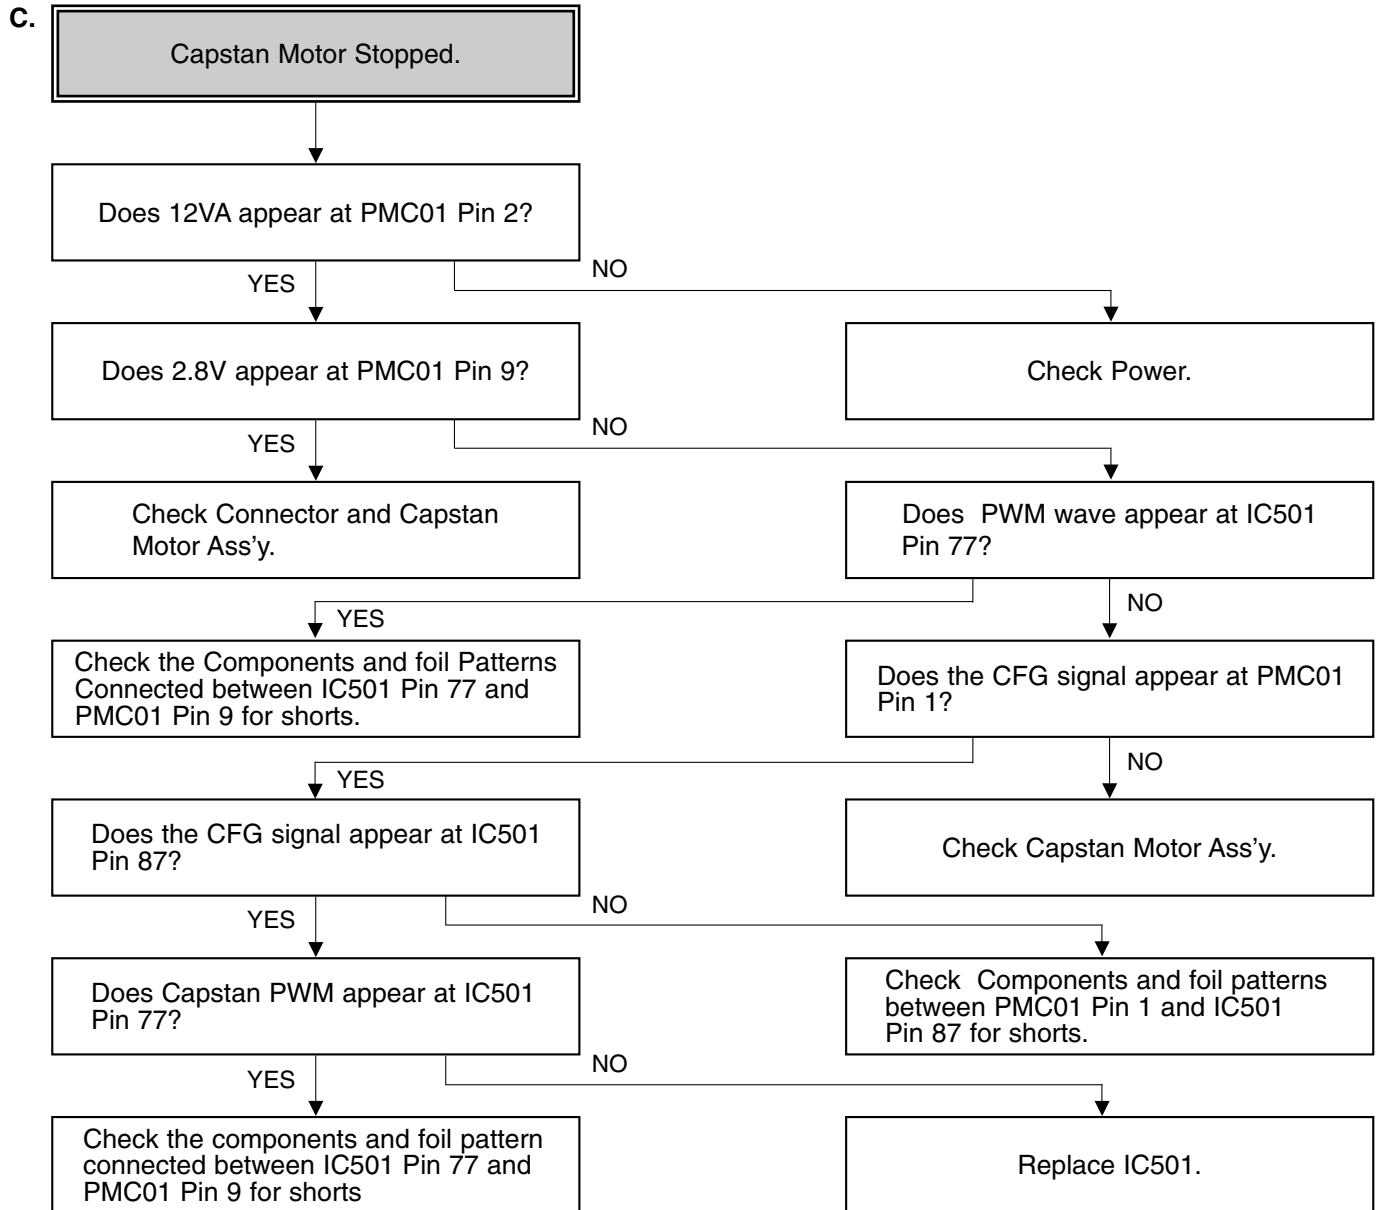 C.
Capstan Motor Stopped.
Does 12VA appear at PMC01 Pin 2?
YES
NO
Does 2.8V appear at PMC01 Pin 9?
Check Power.
YES
NO
Check Connector and Capstan
Motor Ass'y.
Does PWM wave appear at IC501
Pin 77?
YES
NO
Check the Components and foil Patterns
Connected between IC501 Pin 77 and
PMC01 Pin 9 for shorts.
Does the CFG signal appear at PMC01
Pin 1?
YES
NO
Does the CFG signal appear at IC501
Pin 87?
Check Capstan Motor Ass'y.
YES
NO
Does Capstan PWM appear at IC501
Pin 77?
Check Components and foil patterns
between PMC01 Pin 1 and IC501
Pin 87 for shorts.
YES
NO
Check the components and foil pattern
connected between IC501 Pin 77 and
PMC01 Pin 9 for shorts
Replace IC501.